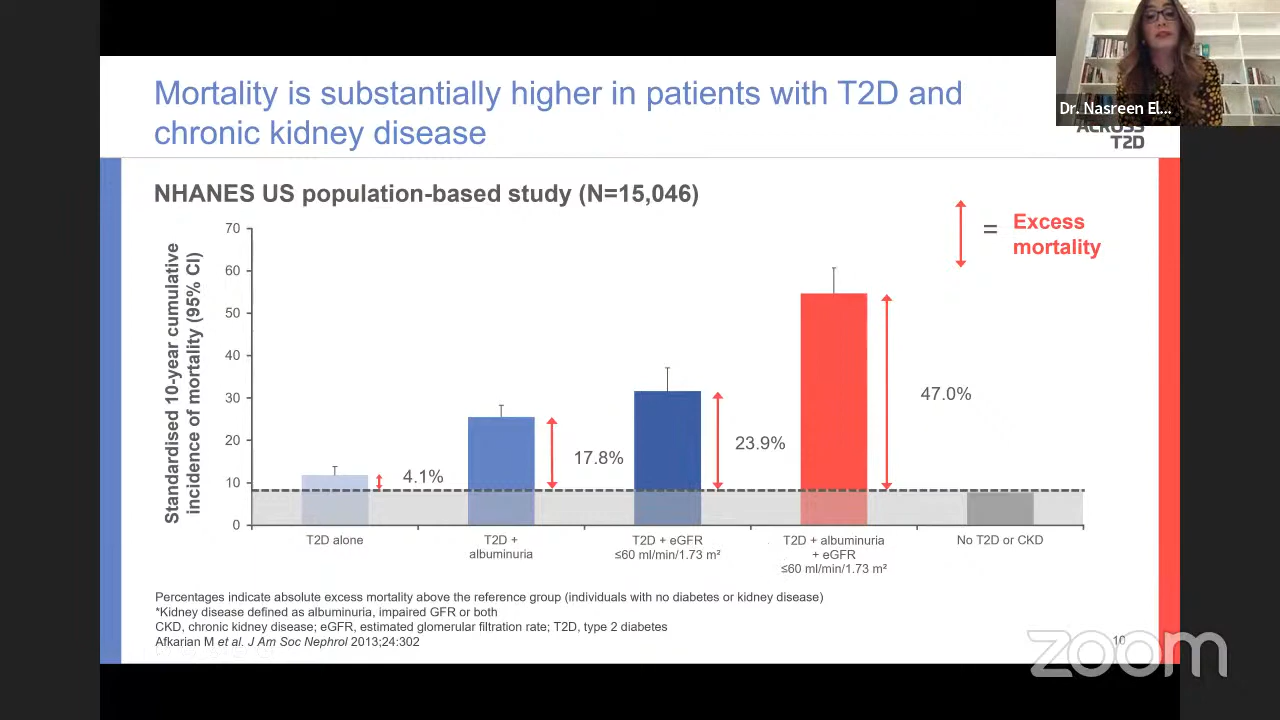 Mortality is substantially higher in patients with T2D and
chronic kidney disease
Dr. Nasreen El...
ACROSS
T2D
NHANES US population-based study (N=15,046)
= Excess
mortality
Standardised 10-year cumulative
incidence of mortality (95% CI)
70
60
50
40
30
20
10
0
4.1%
17.8%
23.9%
47.0%
T2D alone
T2D +
albuminuria
T2D + eGFR
≤60 ml/min/1.73 m²
T2D + albuminuria
+ eGFR
≤60 ml/min/1.73 m²
No T2D or CKD
Percentages indicate absolute excess mortality above the reference group (individuals with no diabetes or kidney disease)
*Kidney disease defined as albuminuria, impaired GFR or both
CKD, chronic kidney disease; eGFR, estimated glomerular filtration rate; T2D, type 2 diabetes
Afkarian M et al. J Am Soc Nephrol 2013;24:302
10
zoom